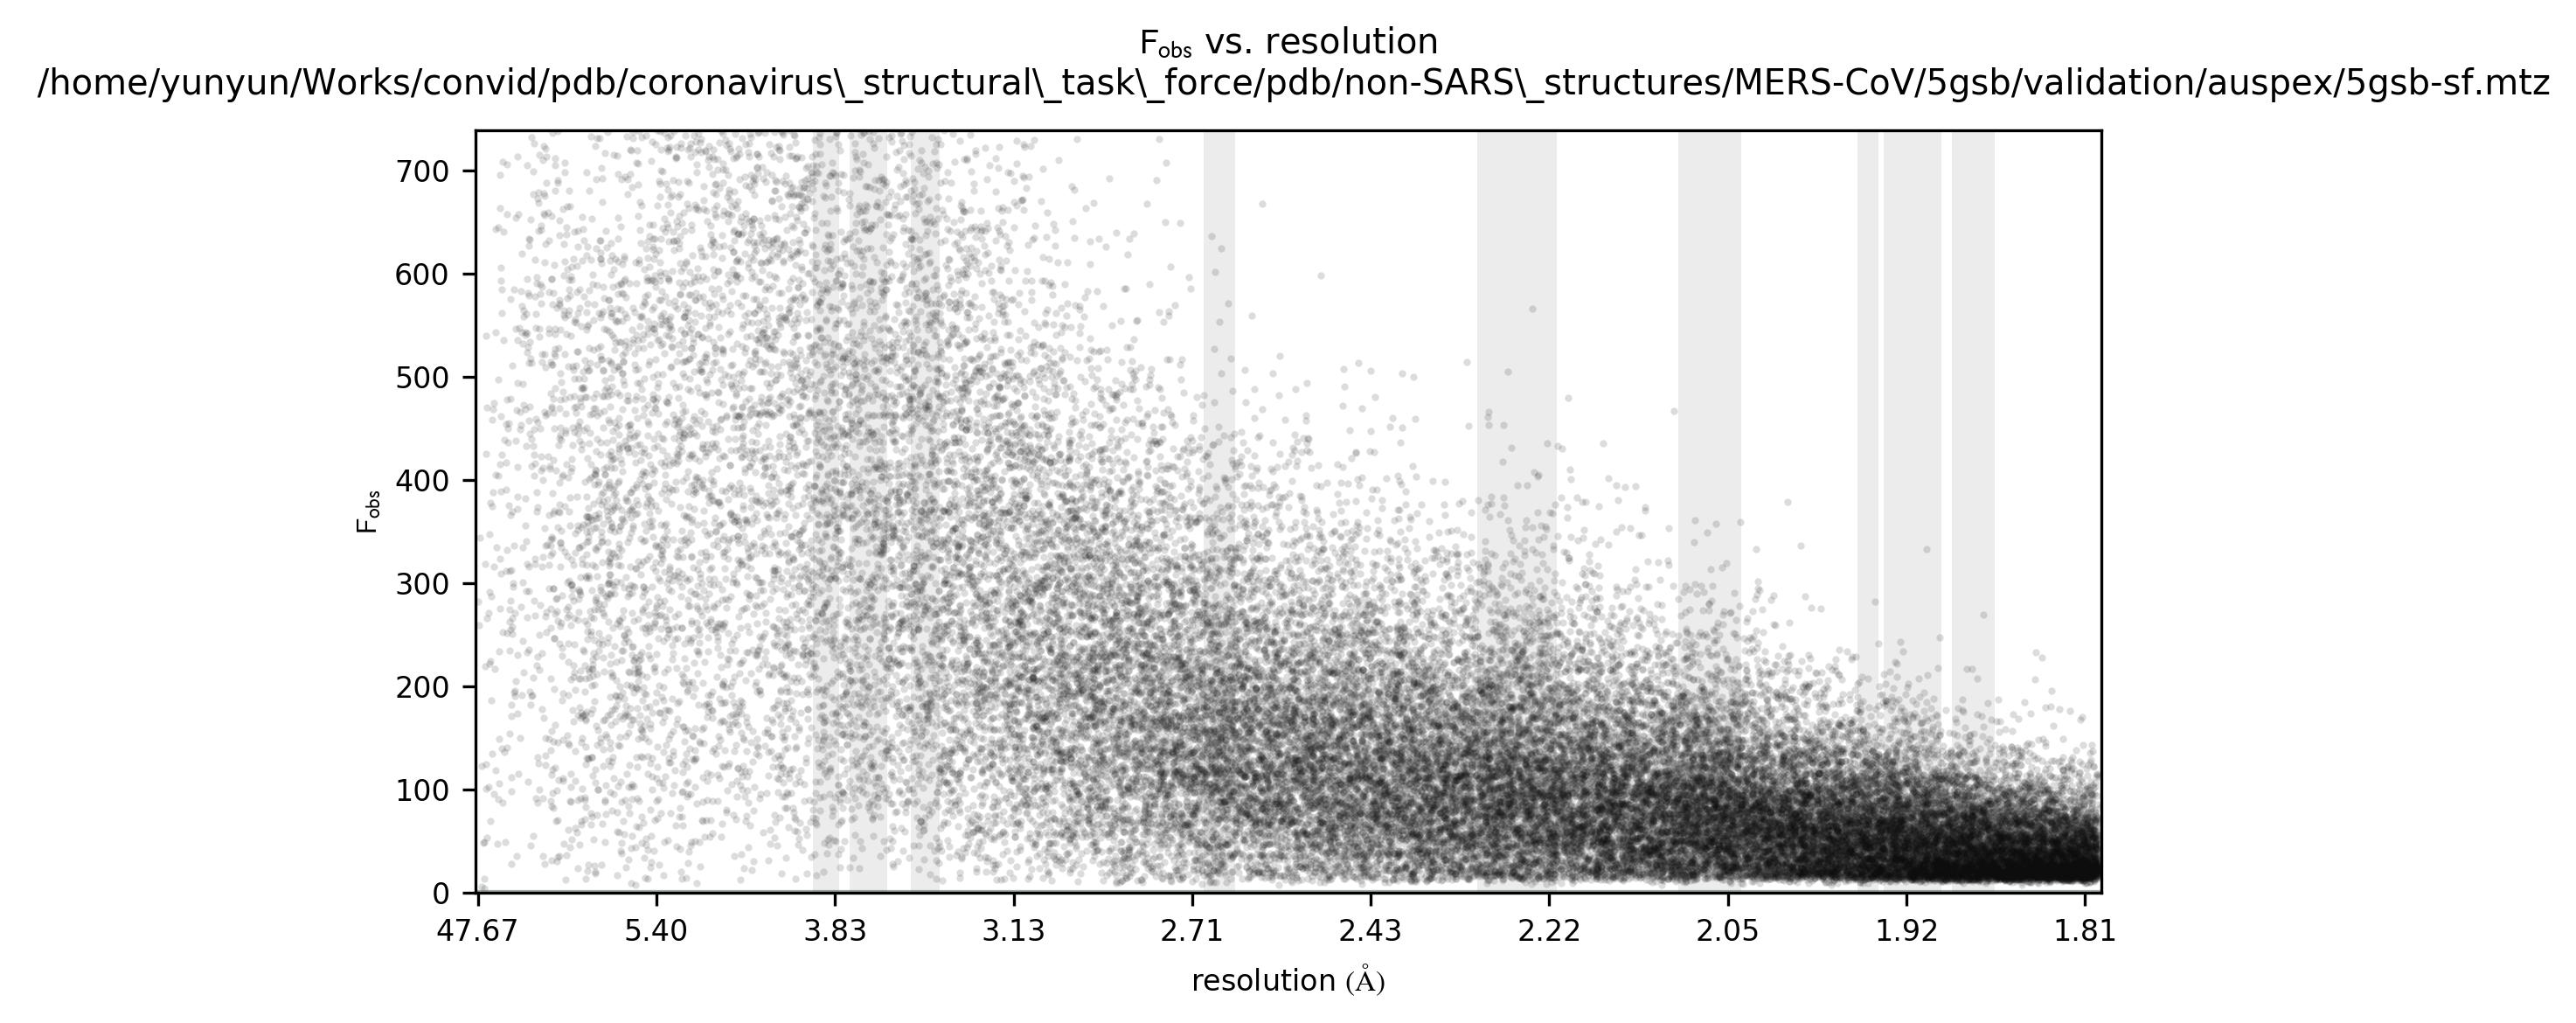 F_obs vs. resolution
/home/yunyun/Works/convid/pdb/coronavirus\_structural\_task\_force/pdb/non-SARS\_structures/MERS-CoV/5gsb/validation/auspex/5gsb-sf.mtz
700
600
500
400
300
200
100
0
F_obs
47.67 5.40 3.83 3.13 2.71 2.43 2.22 2.05 1.92 1.81
resolution (Å)